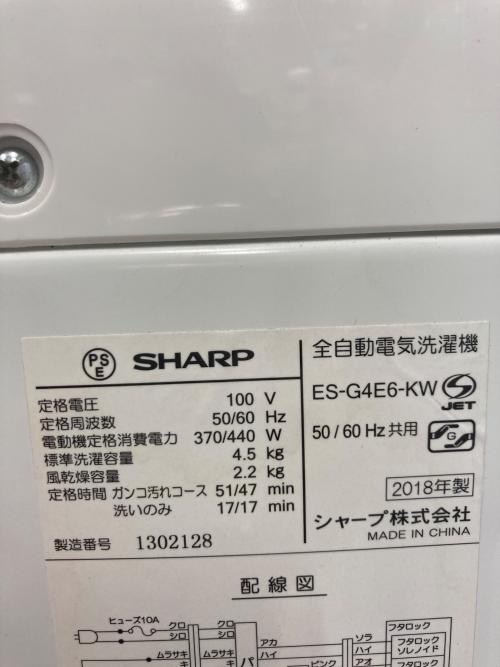 PS
E
SHARP
全自動電気洗濯機
定格電圧 100 V
定格周波数 50/60 Hz
電動機定格消費電力 370/440 W
標準洗濯容量 4.5 kg
風乾燥容量 2.2 kg
定格時間 ガンコ汚れコース 51/47 min
洗いのみ 17/17 min
製造番号 1302128
ES-G4E6-KW
S
JET
50/60 Hz 共用
G
2018年製
シャープ株式会社
MADE IN CHINA
配線図
ヒューズ10A
クロ クロ
シロ シロ
ムラサキ ムラサキ
キ キ
パ
アカ
ハイ
ピンク
ソラ
ハイ
アオ
フタロック
フタロック
ソレノイド
フタロック